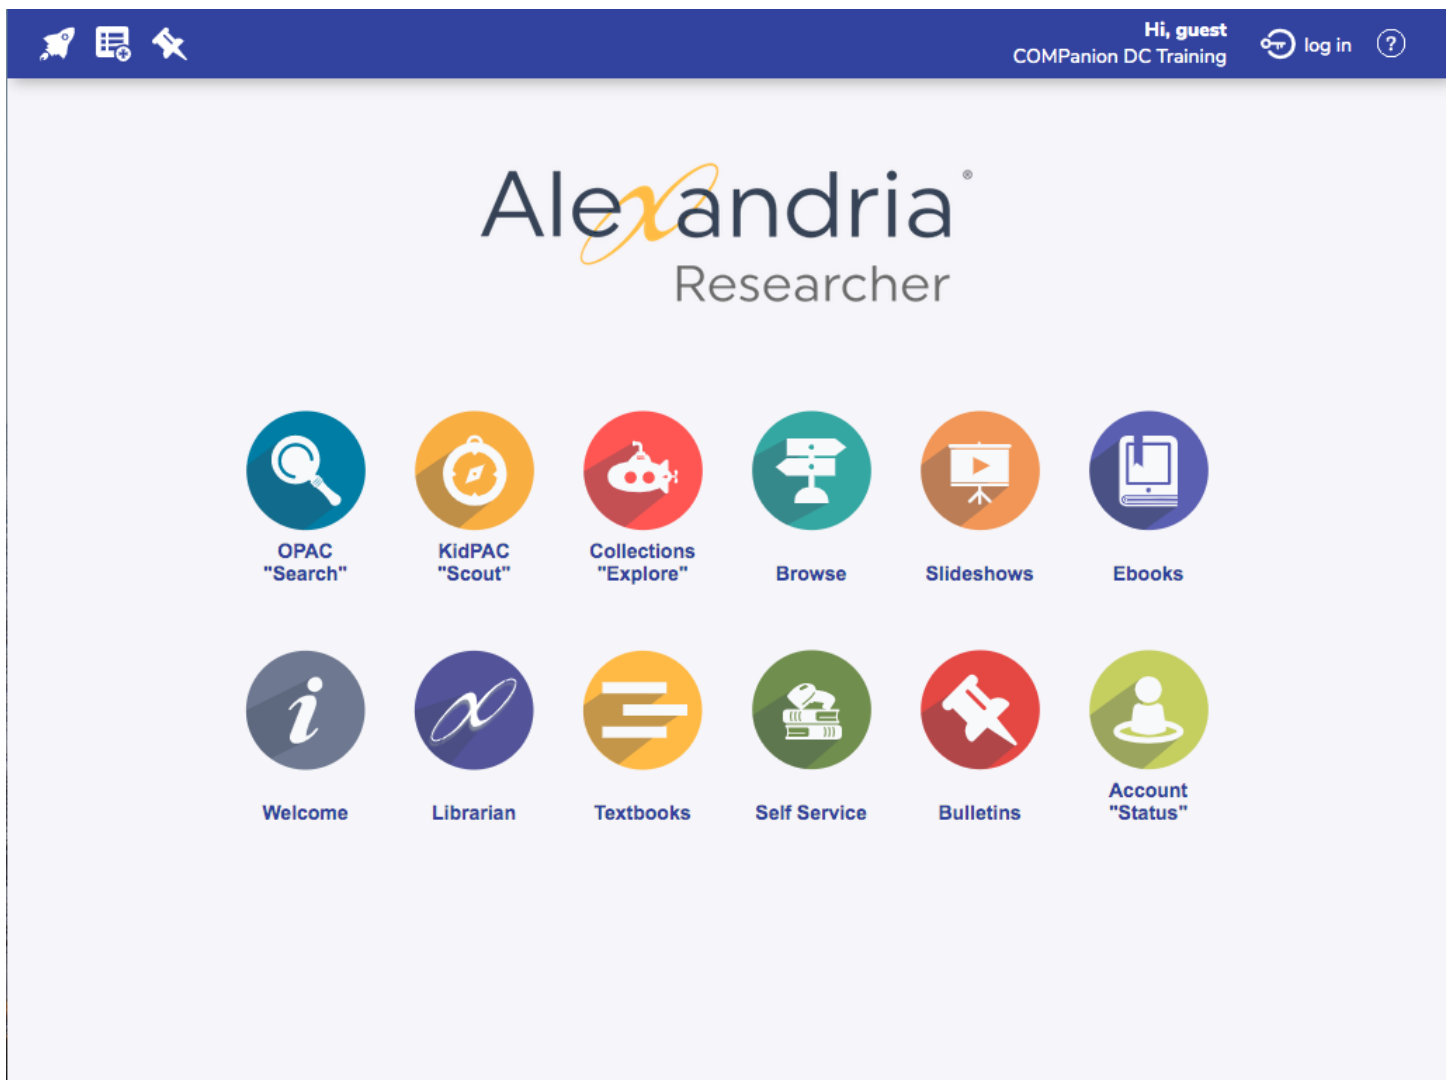 Hi, guest
COMPanion DC Training
log in
?
Alexandria®
Researcher
OPAC
"Search"
KidPAC
"Scout"
Collections
"Explore"
Browse
Slideshows
Ebooks
Welcome
Librarian
Textbooks
Self Service
Bulletins
Account
"Status"